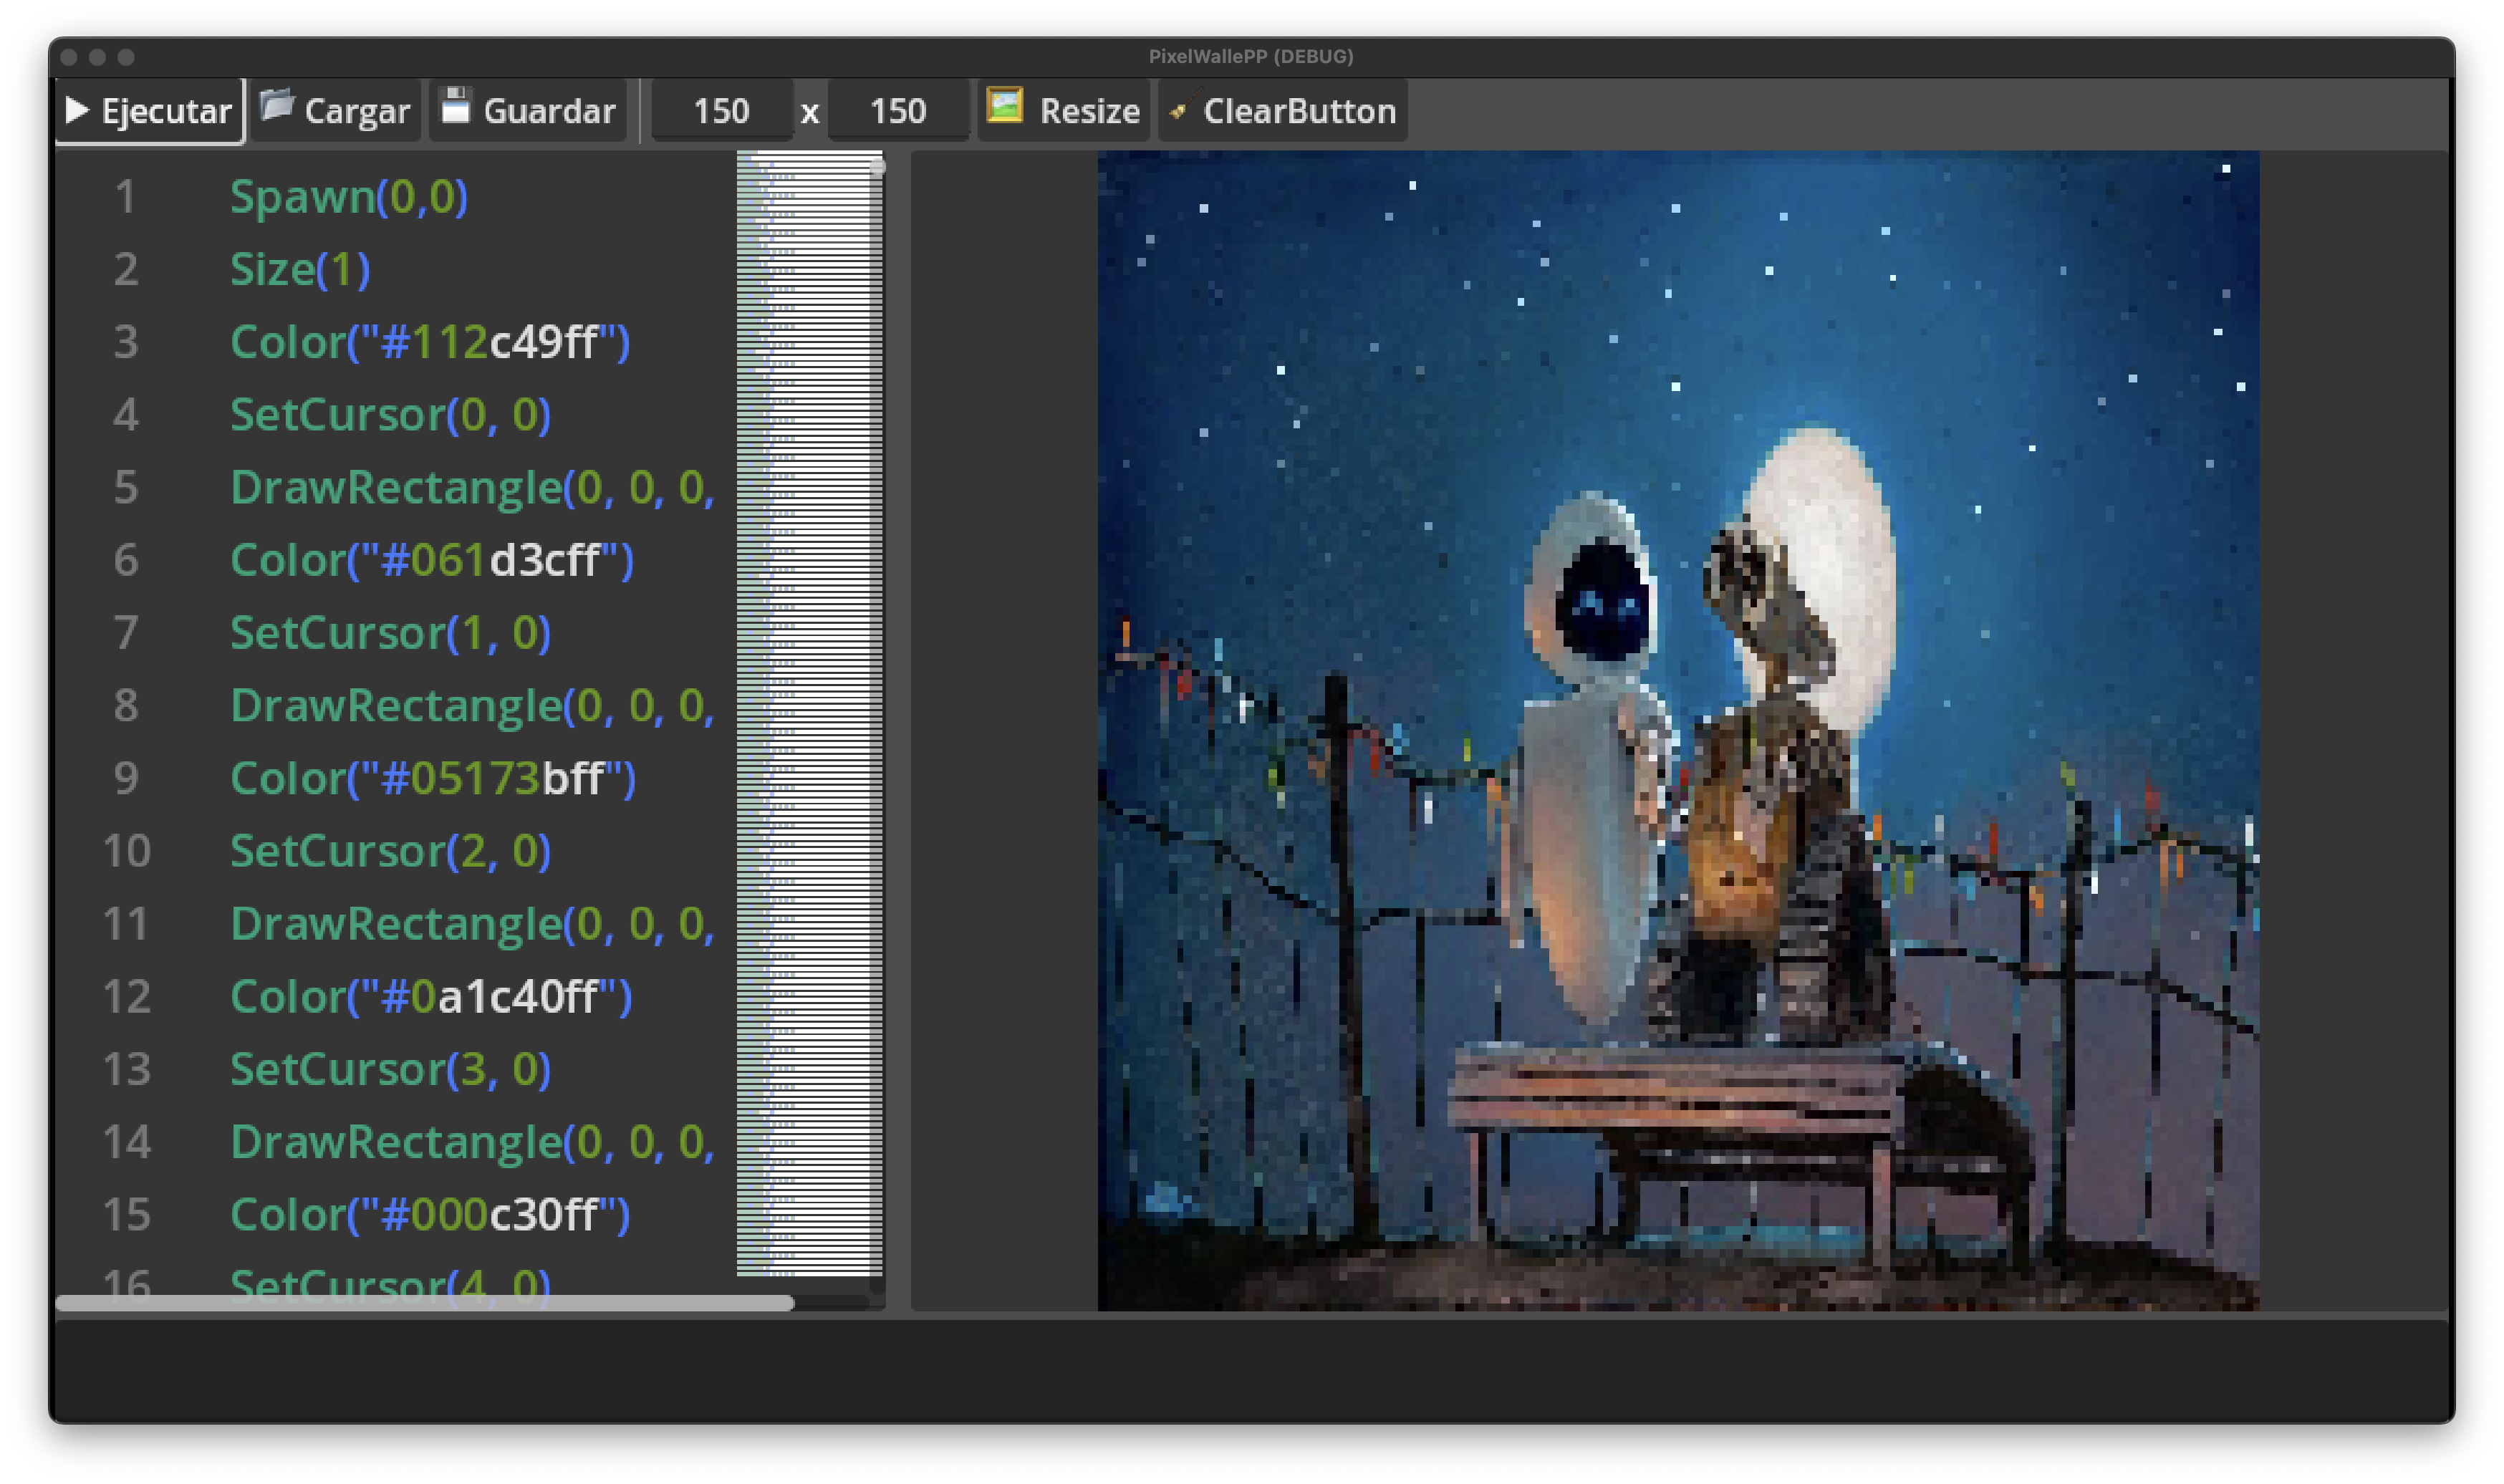 PixelWallePP (DEBUG)
Ejecutar Cargar Guardar 150 x 150 Resize ClearButton
1 Spawn(0,0)
2 Size(1)
3 Color("#112c49ff")
4 SetCursor(0, 0)
5 DrawRectangle(0, 0, 0,
6 Color("#061d3cff")
7 SetCursor(1, 0)
8 DrawRectangle(0, 0, 0,
9 Color("#05173bff")
10 SetCursor(2, 0)
11 DrawRectangle(0, 0, 0,
12 Color("#0a1c40ff")
13 SetCursor(3, 0)
14 DrawRectangle(0, 0, 0,
15 Color("#000c30ff")
16 SetCursor(4, 0)